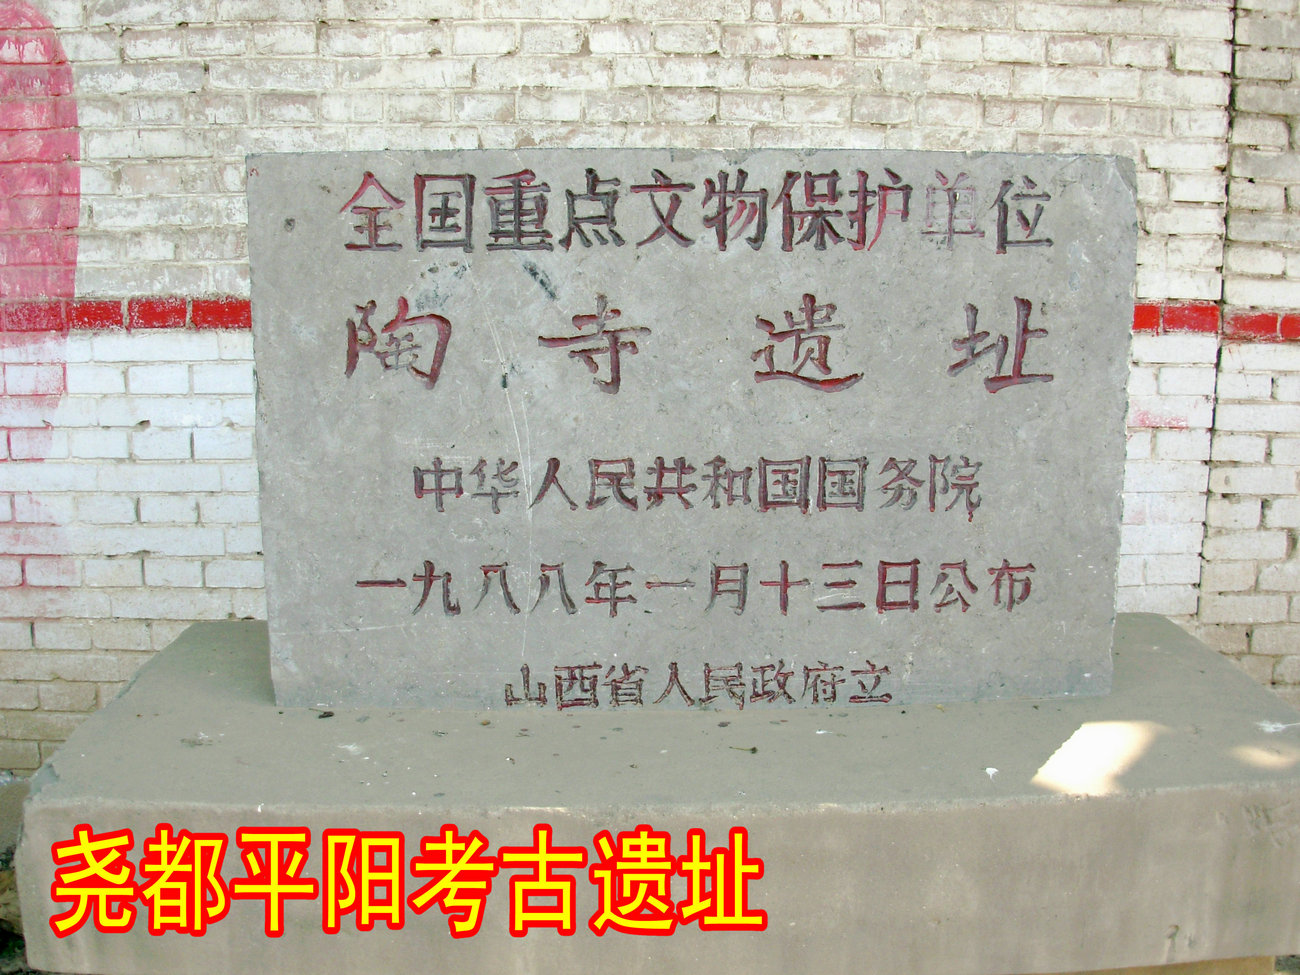 全国重点文物保护单位
陶寺遗址
中华人民共和国国务院
一九八八年一月十三日公布
山西省人民政府立
尧都平阳考古遗址